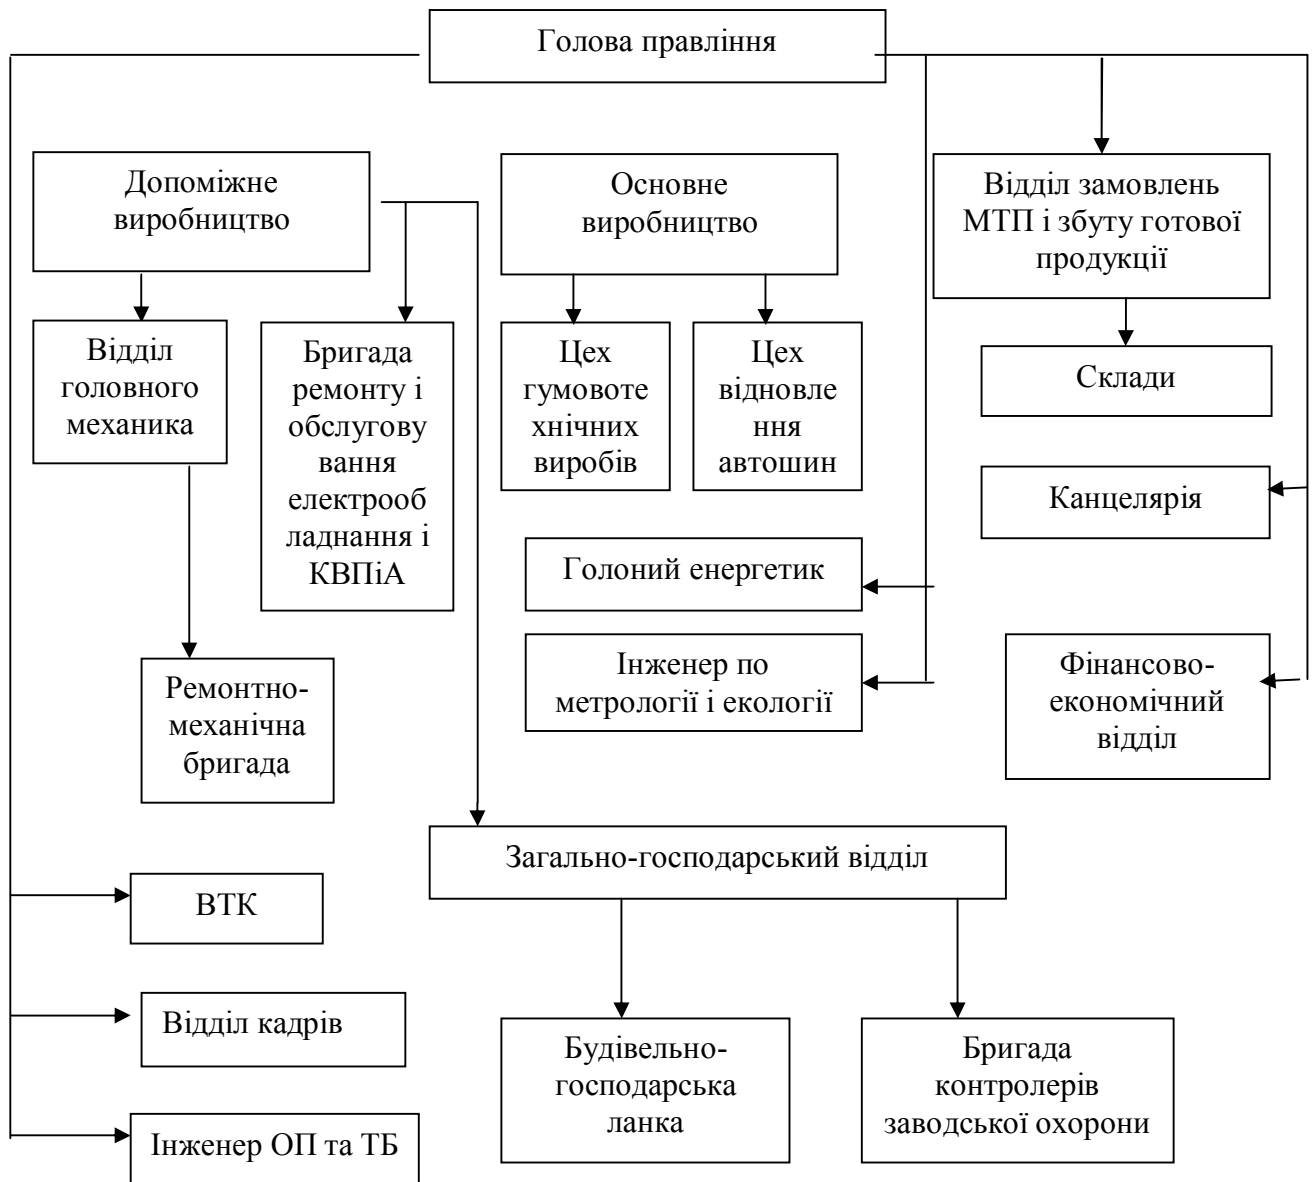 Голова правління
Допоміжне
виробництво
Основне
виробництво
Відділ замовлень
МТП і збуту готової
продукції
Відділ
головного
механика
Бригада
ремонту і
обслугову
вання
електрооб
ладнання і
КВПіА
Цех
гумовоте
хнічних
виробів
Цех
відновле
ння
автошин
Склади
Канцелярія
Голоний енергетик
Інженер по
метрології і екології
Фінансово-
економічний
відділ
Ремонтно-
механічна
бригада
Загально-господарський відділ
ВТК
Відділ кадрів
Інженер ОП та ТБ
Будівельно-
господарська
ланка
Бригада
контролерів
заводської охорони